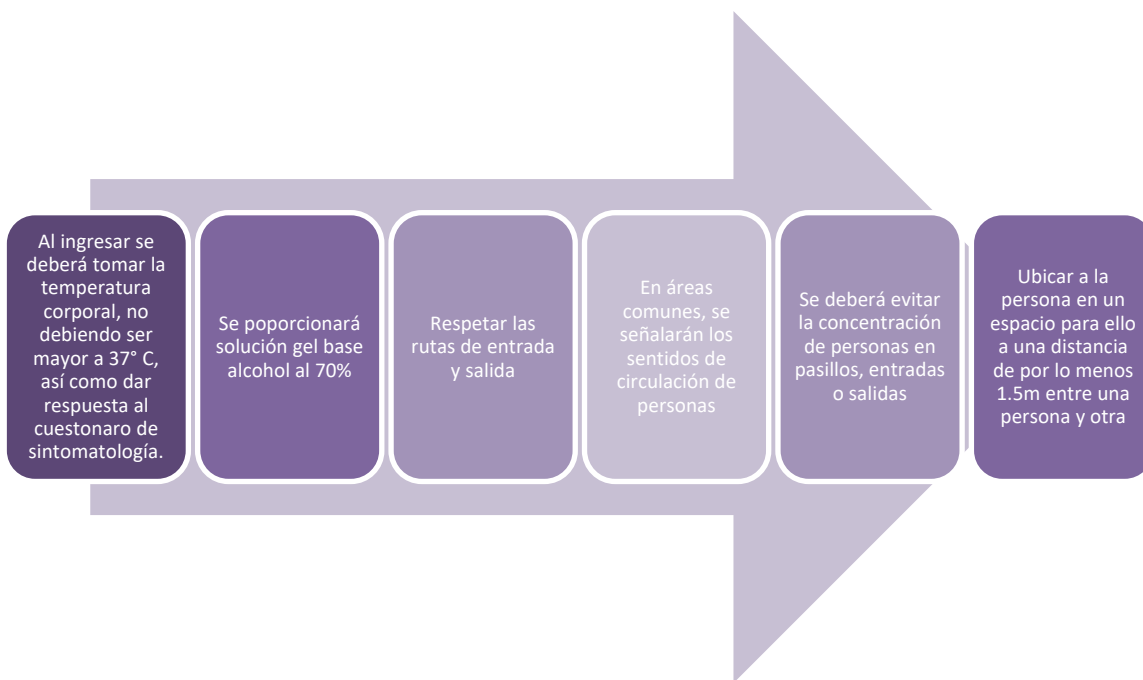 Al ingresar se
deberá tomar la
temperatura
corporal, no
debiendo ser
mayor a 37° C,
así como dar
respuesta al
cuestonaro de
sintomatología.
Se poporcionará
solución gel base
alcohol al 70%
Respetar las
rutas de entrada
y salida
En áreas
comunes, se
señalarán los
sentidos de
circulación de
personas
Se deberá evitar
la concentración
de personas en
pasillos, entradas
o salidas
Ubicar a la
persona en un
espacio para ello
a una distancia
de por lo menos
1.5m entre una
persona y otra